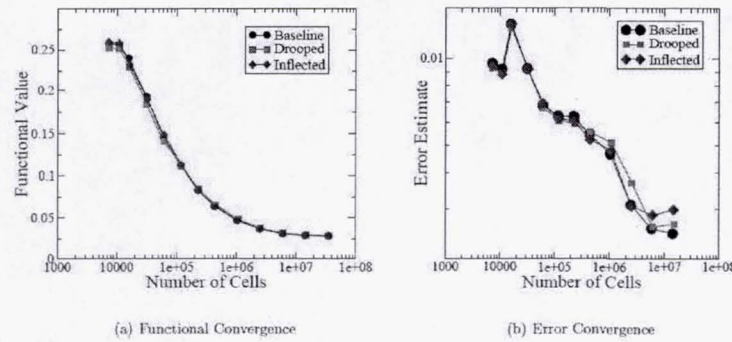 0.25
0.2
0.15
0.1
0.05
0
Functional Value
Baseline
Drooped
Inflected
1000 10000 1e+05 1e+06 1e+07 1e+08
Number of Cells
(a) Functional Convergence
0.01
Error Estimate
Baseline
Drooped
Inflected
1000 10000 1e+05 1e+06 1e+07 1e+08
Number of Cells
(b) Error Convergence